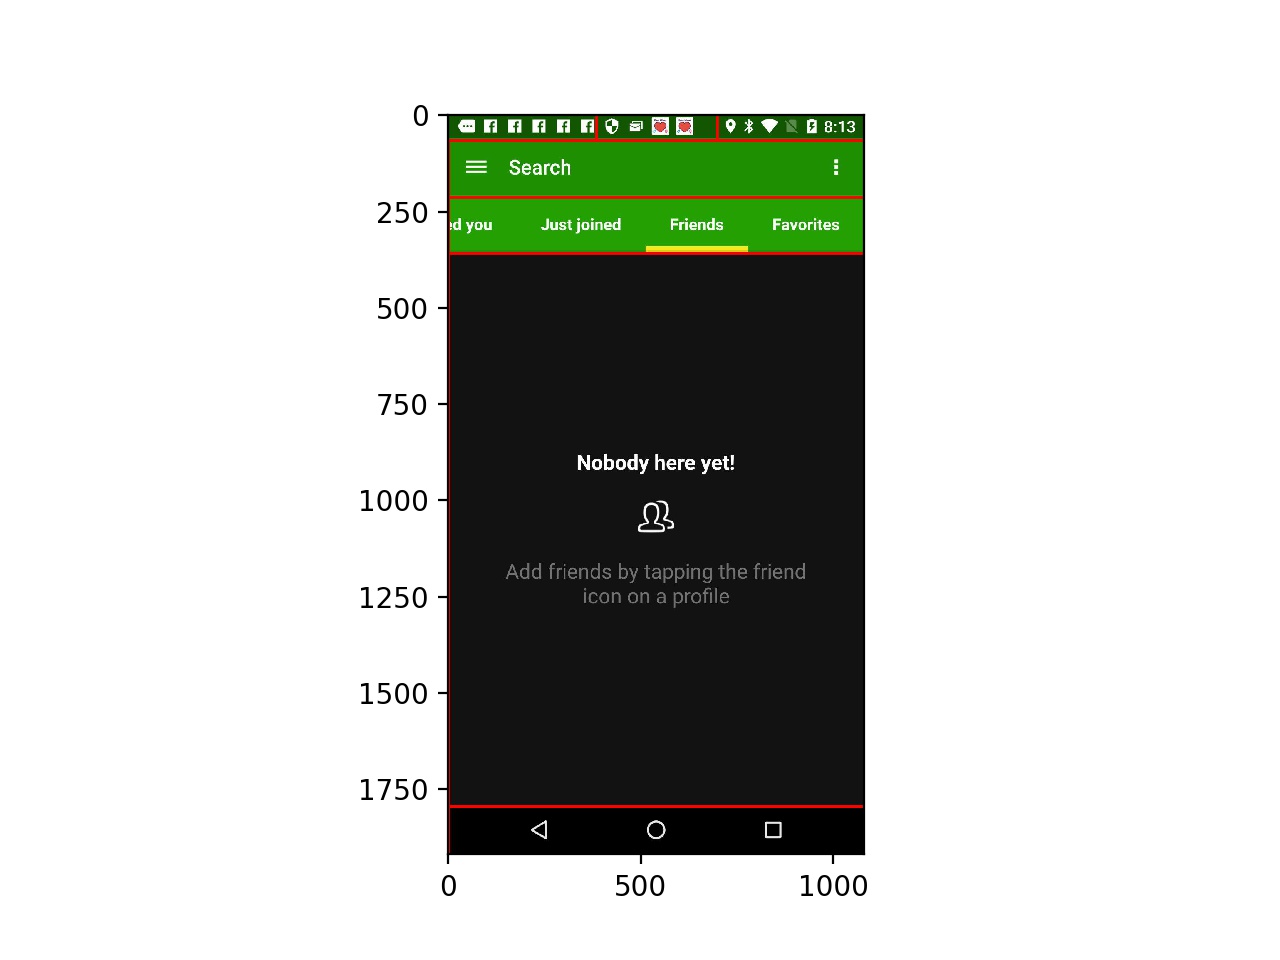 0
8:13
Search
250
ed you Just joined Friends Favorites
500
750
Nobody here yet!
1000
Add friends by tapping the friend
icon on a profile
1250
1500
1750
0 500 1000